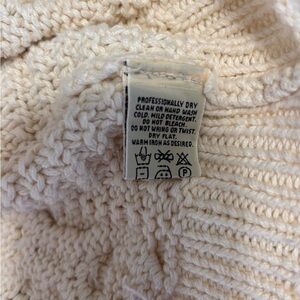 PROFESSIONALLY DRY
CLEAN OR HAND WASH
COLD. MILD DETERGENT.
DO NOT BLEACH.
DO NOT WRING OR TWIST.
DRY FLAT.
WARM IRON AS DESIRED.
P